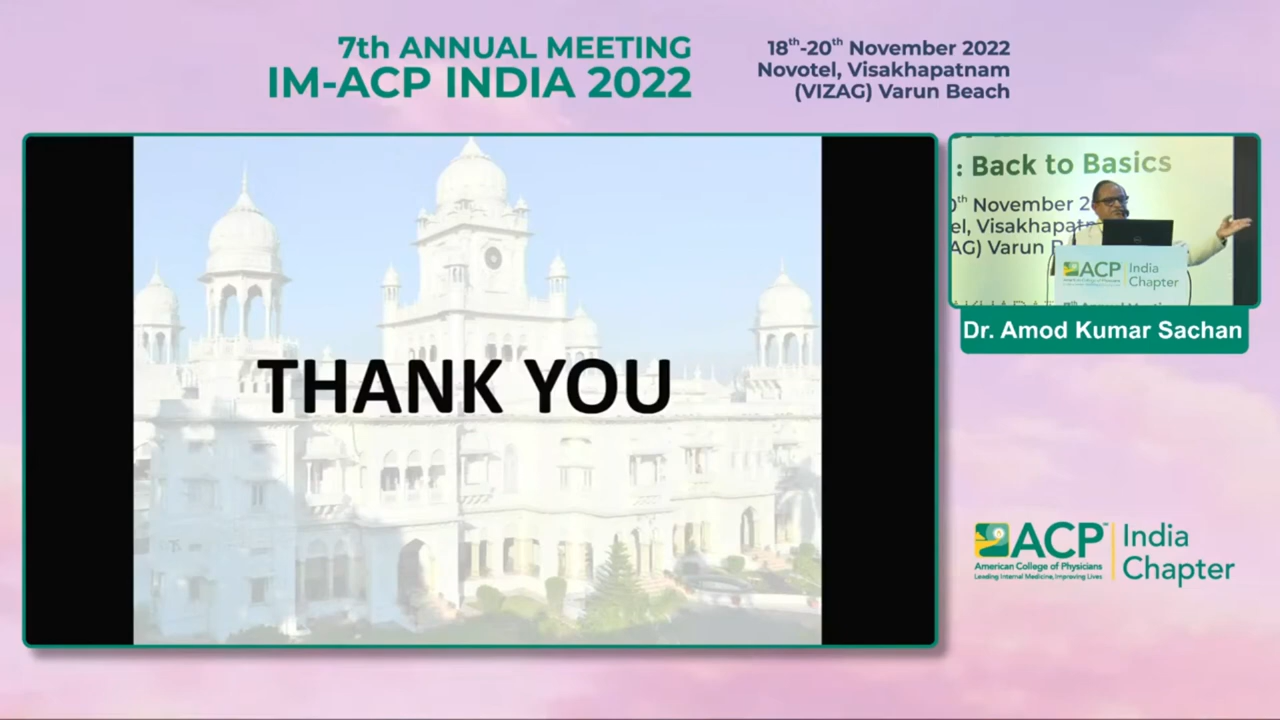 7th ANNUAL MEETING
IM-ACP INDIA 2022
18th-20th November 2022
Novotel, Visakhapatnam
(VIZAG) Varun Beach
THANK YOU
: Back to Basics
th November 2
el, Visakhapat
AG) Varun
ACP India
Chapter
Dr. Amod Kumar Sachan
ACP India
Chapter
American College of Physicians
Leading Internal Medicine, Improving Lives